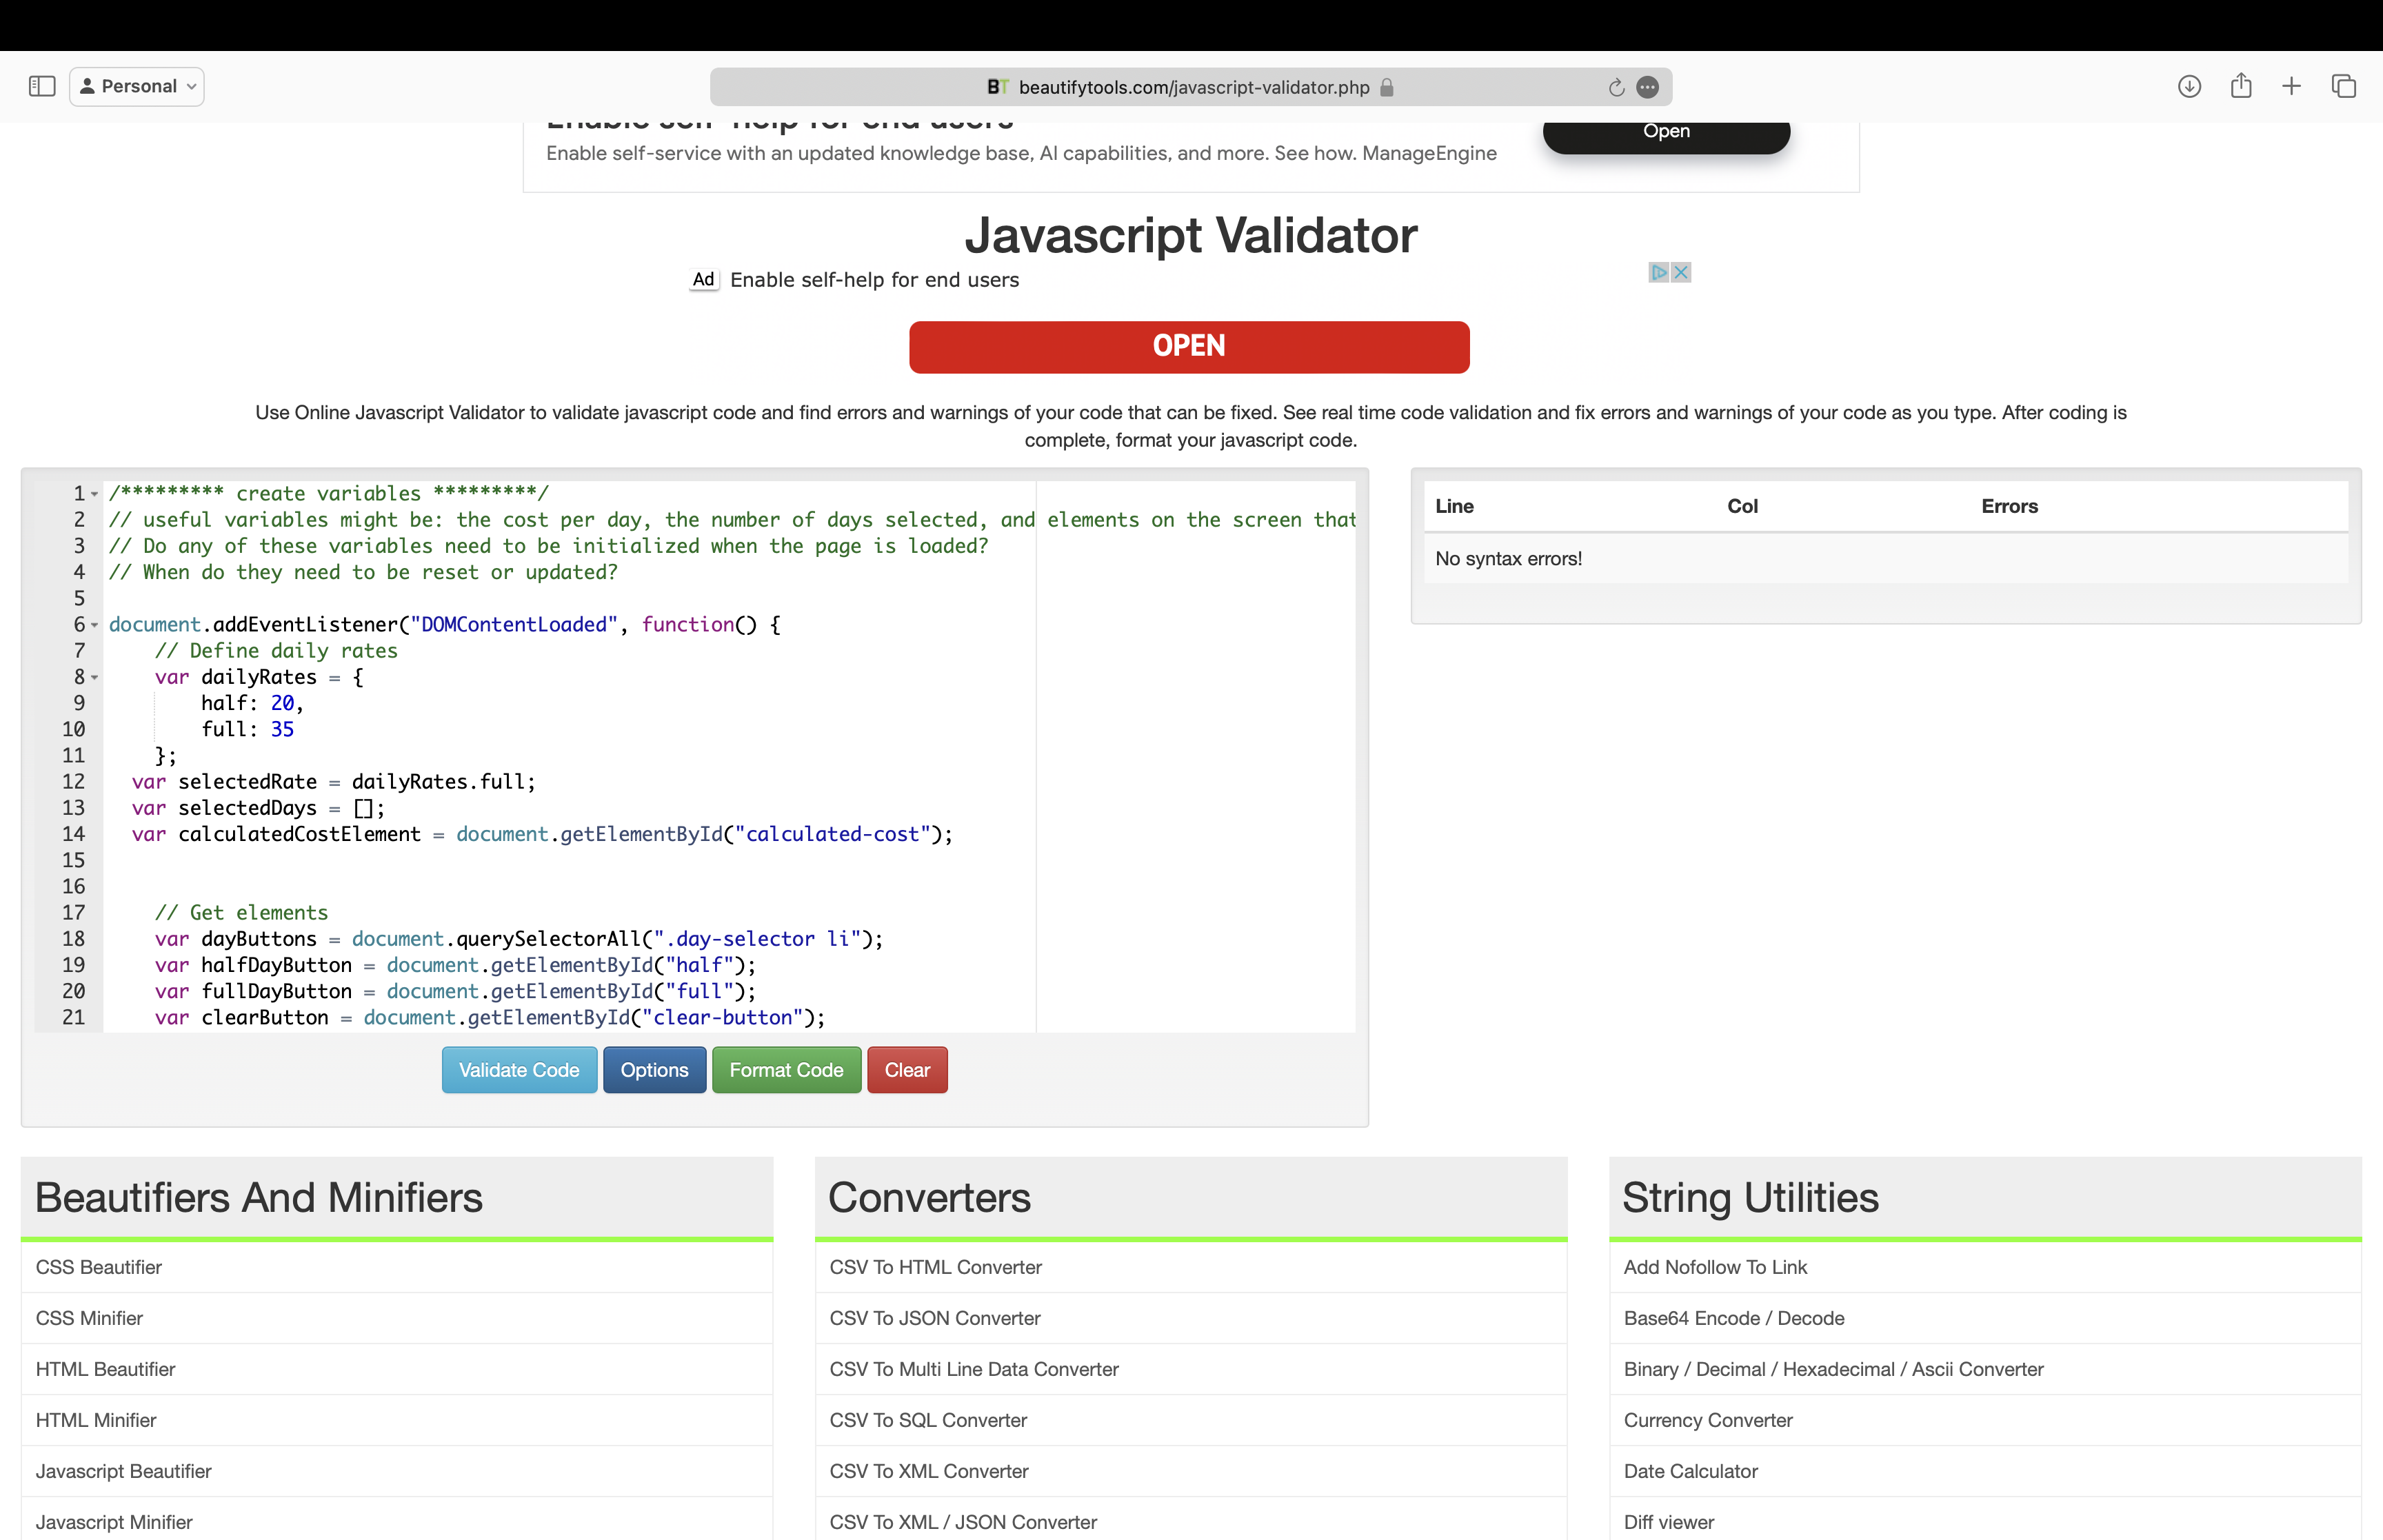 Personal
BT beautifytools.com/javascript-validator.php
Enable self-help for end users
Open
Enable self-service with an updated knowledge base, AI capabilities, and more. See how. ManageEngine
Javascript Validator
Ad Enable self-help for end users
OPEN
Use Online Javascript Validator to validate javascript code and find errors and warnings of your code that can be fixed. See real time code validation and fix errors and warnings of your code as you type. After coding is
complete, format your javascript code.
1 /********* create variables *********/
2 // useful variables might be: the cost per day, the number of days selected, and elements on the screen that
3 // Do any of these variables need to be initialized when the page is loaded?
4 // When do they need to be reset or updated?
5
6 document.addEventListener("DOMContentLoaded", function() {
7 // Define daily rates
8 var dailyRates = {
9 half: 20,
10 full: 35
11 };
12 var selectedRate = dailyRates.full;
13 var selectedDays = [];
14 var calculatedCostElement = document.getElementById("calculated-cost");
15
16
17 // Get elements
18 var dayButtons = document.querySelectorAll(".day-selector li");
19 var halfDayButton = document.getElementById("half");
20 var fullDayButton = document.getElementById("full");
21 var clearButton = document.getElementById("clear-button");
Validate Code Options Format Code Clear
Line Col Errors
No syntax errors!
Beautifiers And Minifiers
CSS Beautifier
CSS Minifier
HTML Beautifier
HTML Minifier
Javascript Beautifier
Javascript Minifier
Converters
CSV To HTML Converter
CSV To JSON Converter
CSV To Multi Line Data Converter
CSV To SQL Converter
CSV To XML Converter
CSV To XML / JSON Converter
String Utilities
Add Nofollow To Link
Base64 Encode / Decode
Binary / Decimal / Hexadecimal / Ascii Converter
Currency Converter
Date Calculator
Diff viewer